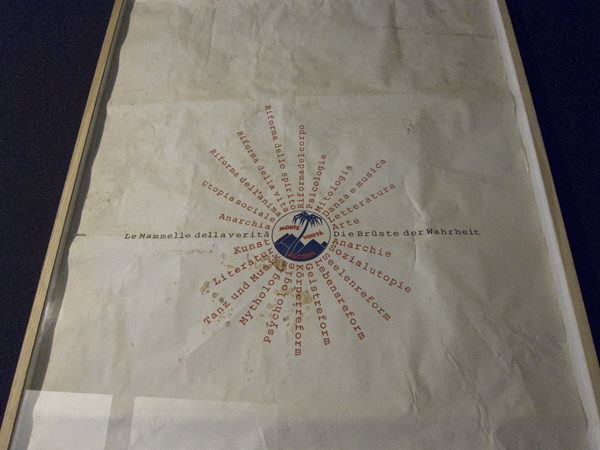 Riforma dello spirito
Riforma della vita
Riforma dell'anima
Utopia sociale
Anarchia
Riforma del corpo
Psicologia
Mitologia
Danza e musica
Letteratura
Arte
Le Mammelle della verità
MONTE
VERITÀ
ASCONA
Die Brüste der Wahrheit
Kunst
Literatur
Tanz und Musik
Mythologie
Psychologie
Körperreform
Geistreform
Lebensreform
Seelenreform
Sozialutopie
Anarchie